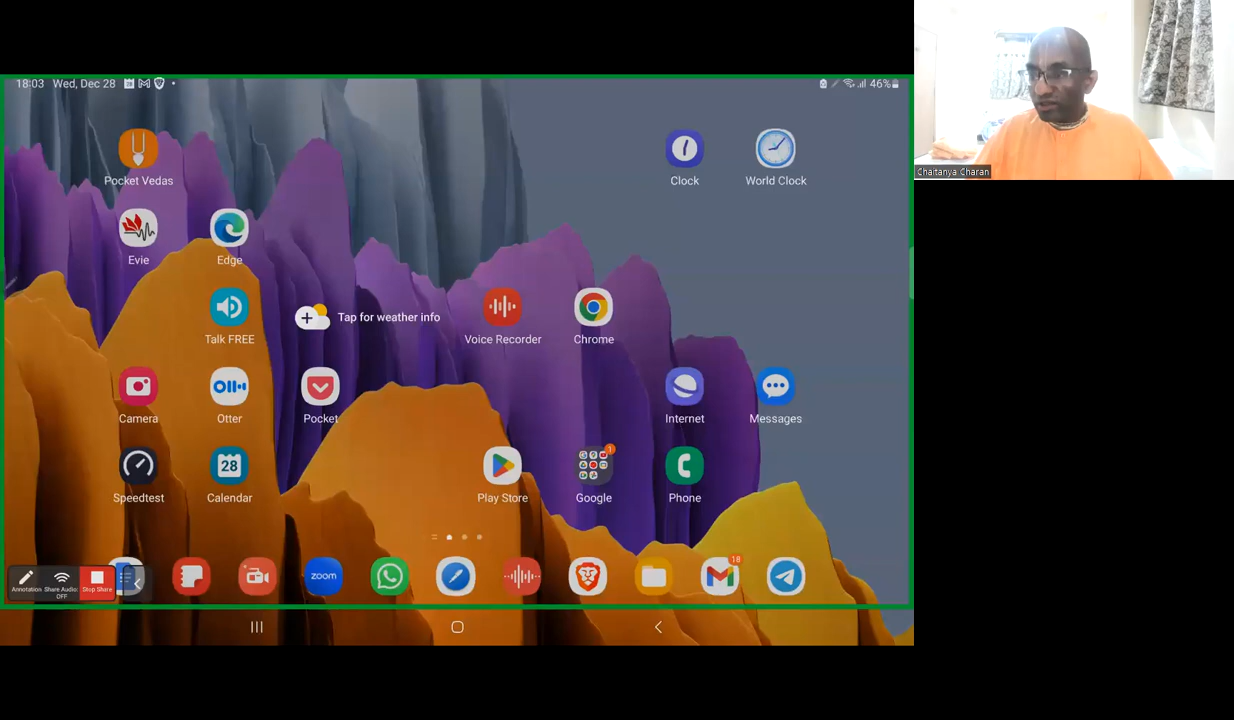 18:03 Wed, Dec 28
46%
Chaitanya Charan
Pocket Vedas
Clock
World Clock
Evie
Edge
Talk FREE
Tap for weather info
Voice Recorder
Chrome
Camera
Otter
Pocket
Internet
Messages
28
1
Speedtest
Calendar
Play Store
Google
Phone
zoom
18
Annotation
Share Audio:
OFF
Stop Share